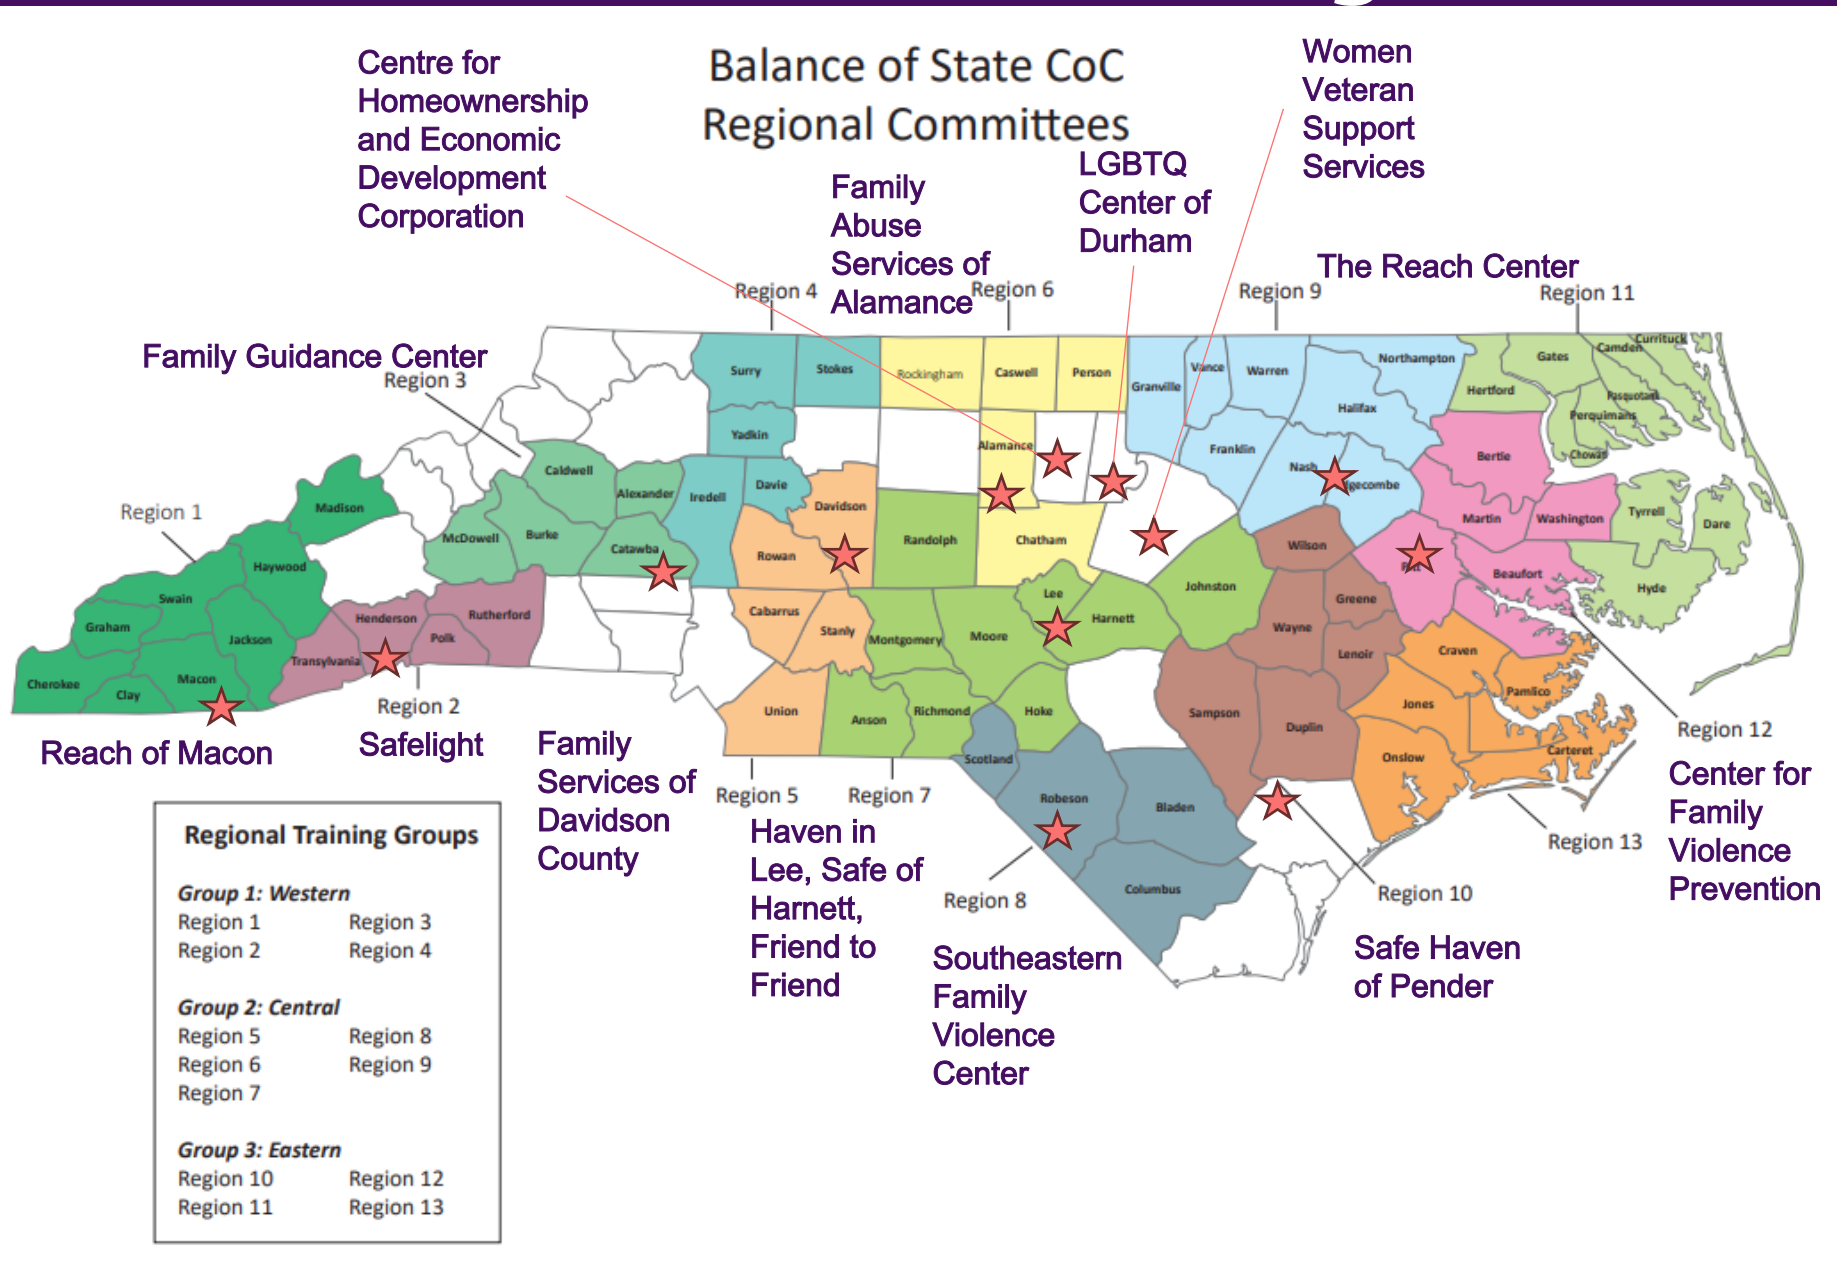 Balance of State CoC
Regional Committees
Centre for
Homeownership
and Economic
Development
Corporation
Family
Abuse
Services of
Alamance
LGBTQ
Center of
Durham
Women
Veteran
Support
Services
The Reach Center
Region 4
Region 6
Region 9
Region 11
Family Guidance Center
Region 3
Region 1
Surry
Stokes
Rockingham
Caswell
Person
Granville
Vance
Warren
Northampton
Halifax
Hertford
Gates
Camden
Currituck
Pasquotank
Perquimans
Chowan
Yadkin
Alamance
Franklin
Nash
dgecombe
Bertie
Caldwell
Alexander
Iredell
Davie
Davidson
Madison
McDowell
Burke
Catawba
Rowan
Randolph
Chatham
Wilson
Martin
Washington
Tyrrell
Dare
Haywood
Swain
Graham
Jackson
Cherokee
Clay
Macon
Henderson
Rutherford
Polk
Transylvania
Cabarrus
Stanly
Montgomery
Moore
Lee
Harnett
Johnston
Greene
Wayne
Lenoir
Beaufort
Hyde
Craven
Pamlico
Jones
Carteret
Onslow
Union
Anson
Richmond
Hoke
Scotland
Robeson
Bladen
Columbus
Sampson
Duplin
Region 2
Region 5
Region 7
Region 8
Region 10
Region 12
Region 13
Reach of Macon
Safelight
Family
Services of
Davidson
County
Haven in
Lee, Safe of
Harnett,
Friend to
Friend
Southeastern
Family
Violence
Center
Safe Haven
of Pender
Center for
Family
Violence
Prevention
Regional Training Groups
Group 1: Western
Region 1 Region 3
Region 2 Region 4
Group 2: Central
Region 5 Region 8
Region 6 Region 9
Region 7
Group 3: Eastern
Region 10 Region 12
Region 11 Region 13